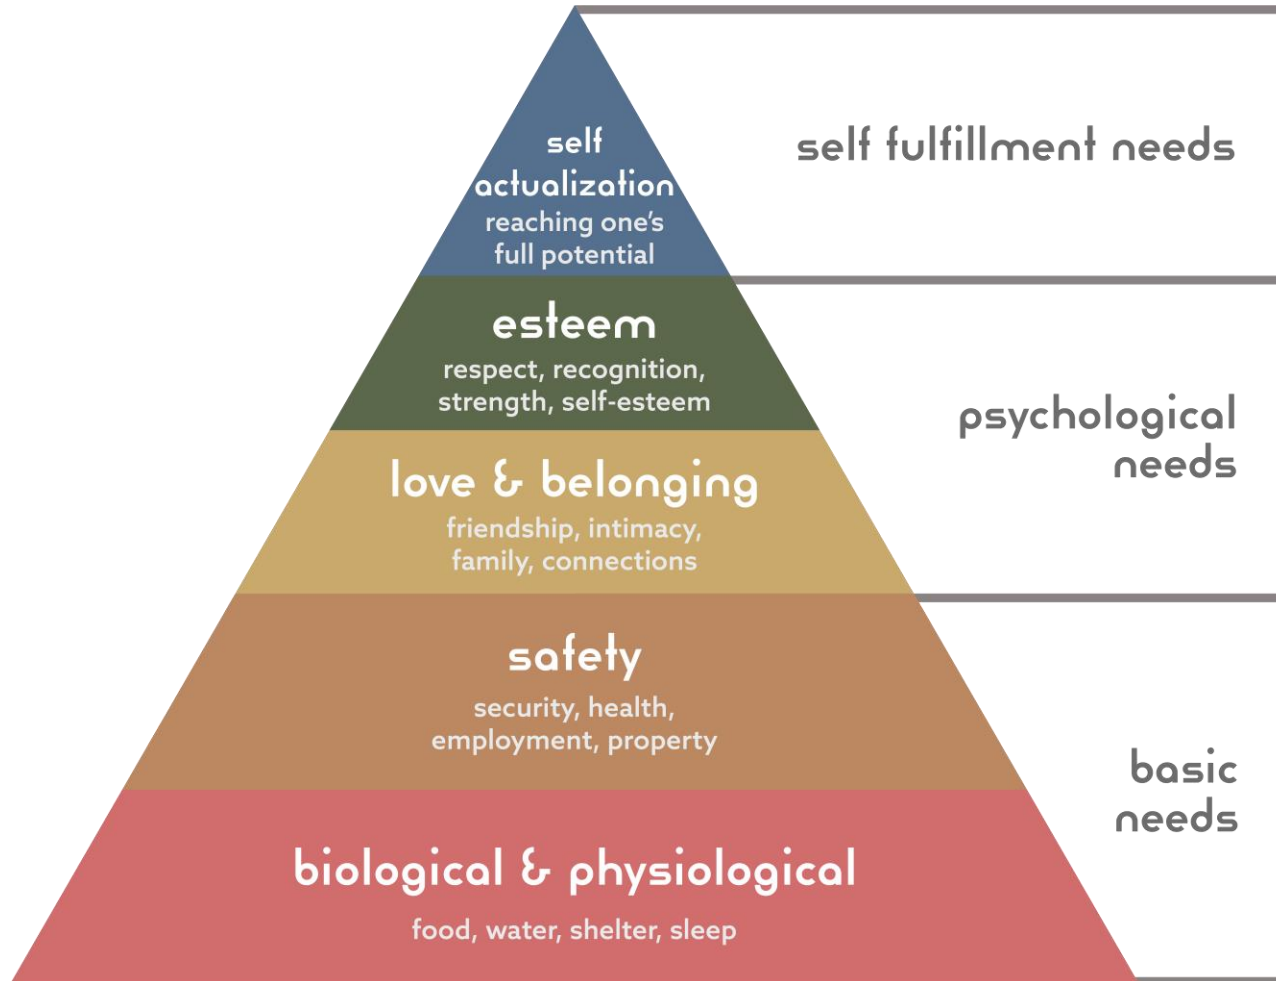 self
actualization
reaching one's
full potential
self fulfillment needs
esteem
respect, recognition,
strength, self-esteem
love & belonging
friendship, intimacy,
family, connections
psychological
needs
safety
security, health,
employment, property
biological & physiological
food, water, shelter, sleep
basic
needs